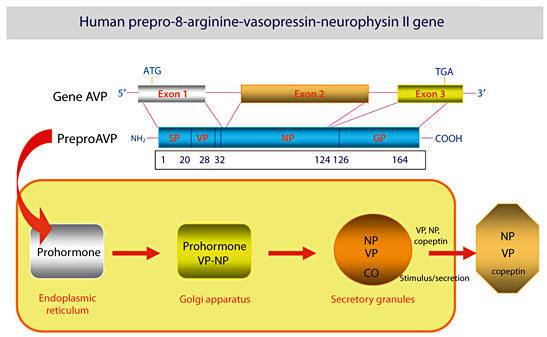 Human prepro-8-arginine-vasopressin-neurophysin II gene
ATG
TGA
Gene AVP
5′
Exon 1
Exon 2
Exon 3
3′
PreproAVP
NH2
SP
VP
NP
GP
COOH
1 20 28 32 124 126 164
Prohormone
Prohormone
VP-NP
NP
VP
CO
VP, NP,
copeptin
Stimulus/secretion
NP
VP
copeptin
Endoplasmic
reticulum
Golgi apparatus
Secretory granules